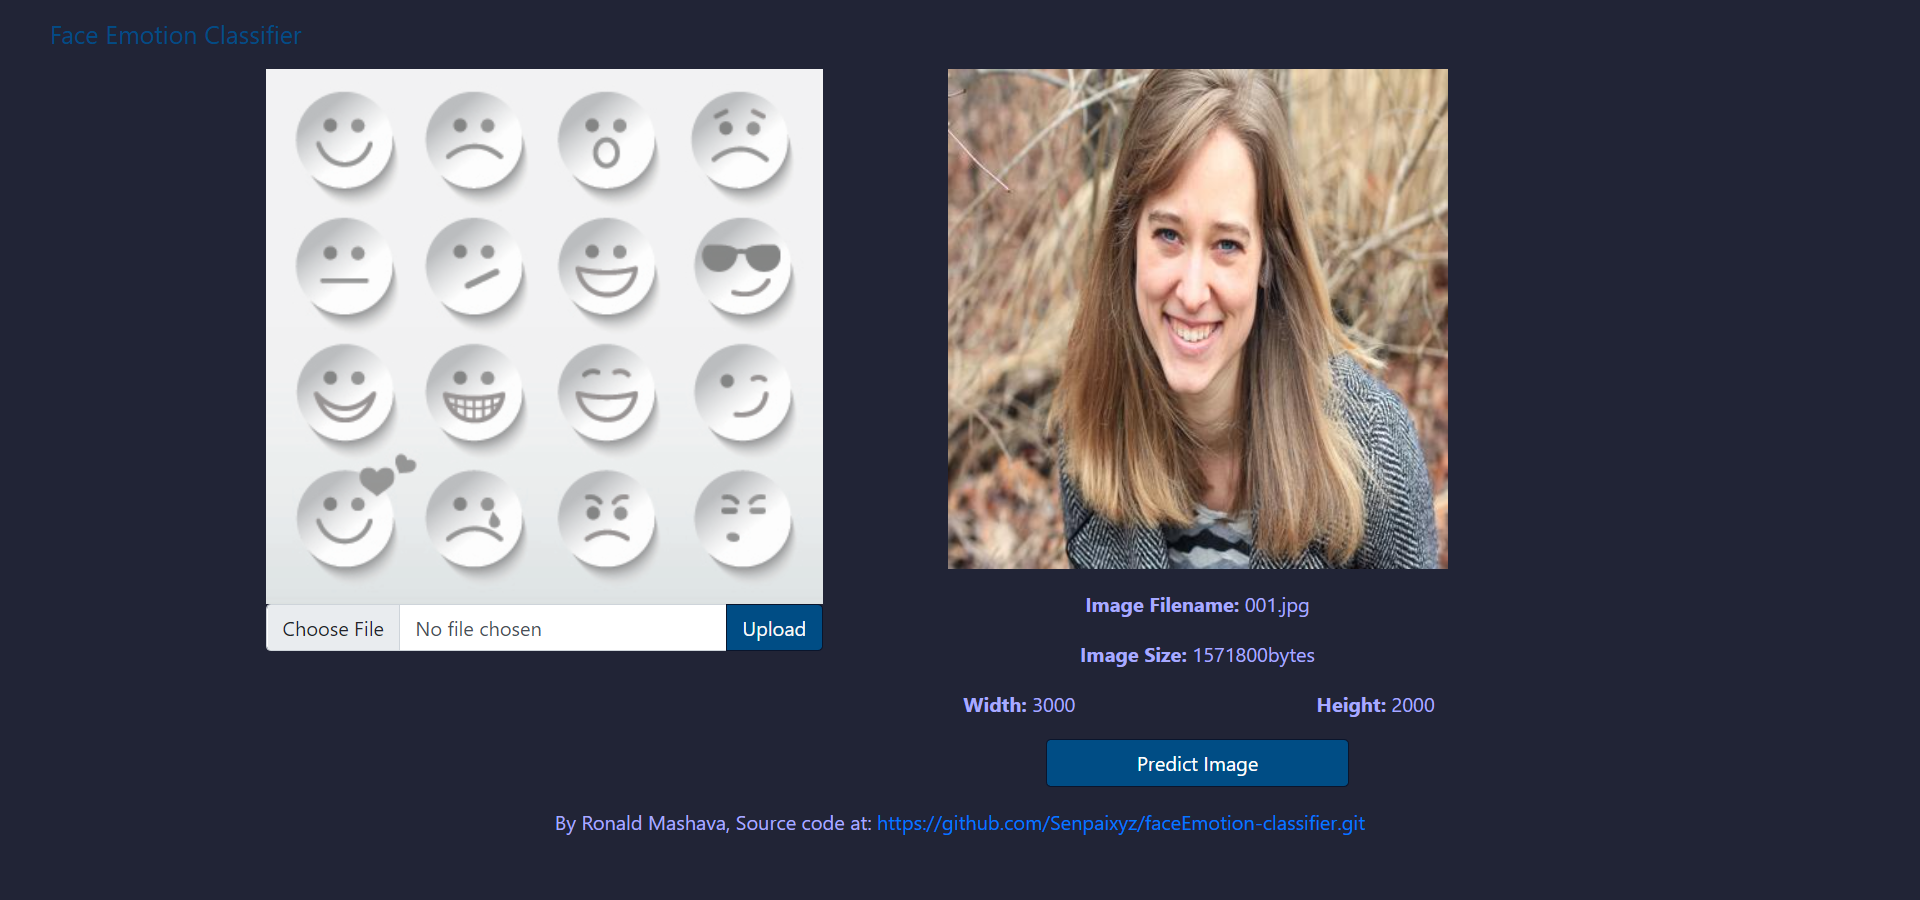 Face Emotion Classifier
Choose File No file chosen Upload
Image Filename: 001.jpg
Image Size: 1571800bytes
Width: 3000 Height: 2000
Predict Image
By Ronald Mashava, Source code at: https://github.com/Senpaixyz/faceEmotion-classifier.git